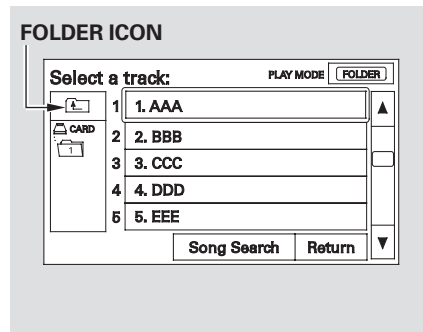 FOLDER ICON
Select a track: PLAY MODE FOLDER
1 1. AAA
CARD
2 2. BBB
1
3 3. CCC
4 4. DDD
5 5. EEE
Song Search Return